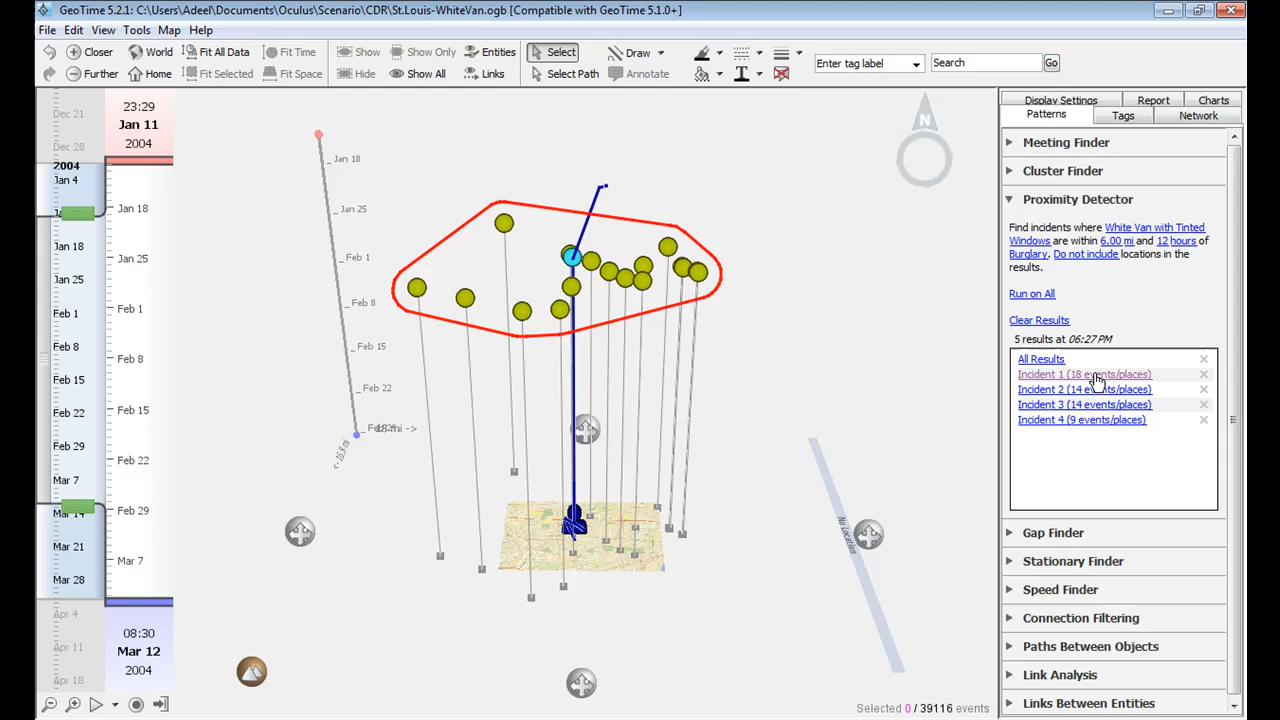 GeoTime 5.2.1: C:\Users\Adeel\Documents\Oculus\Scenario\CDR\St.Louis-WhiteVan.ogb [Compatible with GeoTime 5.1.0+]
File Edit View Tools Map Help
Closer World Fit All Data Fit Time Show Show Only Entities Select Draw Enter tag label Search Go
Further Home Fit Selected Fit Space Hide Show All Links Select Path Annotate T
Dec 21
Dec 28
2004
Jan 4
Jan 18
Jan 25
Feb 1
Feb 8
Feb 15
Feb 22
Feb 29
Mar 7
Mar 14
Mar 21
Mar 28
Apr 4
Apr 11
Apr 18
23:29
Jan 11
2004
Jan 18
Jan 25
Feb 1
Feb 8
Feb 15
Feb 22
Feb 29
Mar 7
08:30
Mar 12
2004
Jan 18
Jan 25
Feb 1
Feb 8
Feb 15
Feb 22
N
No Location
Selected 0 / 39116 events
Display Settings Report Charts
Patterns Tags Network
Meeting Finder
Cluster Finder
Proximity Detector
Find incidents where White Van with Tinted
Windows are within 6.00 mi and 12 hours of
Burglary. Do not include locations in the
results.
Run on All
Clear Results
5 results at 06:27PM
All Results
Incident 1 (18 events/places)
Incident 2 (14 events/places)
Incident 3 (14 events/places)
Incident 4 (9 events/places)
Gap Finder
Stationary Finder
Speed Finder
Connection Filtering
Paths Between Objects
Link Analysis
Links Between Entities